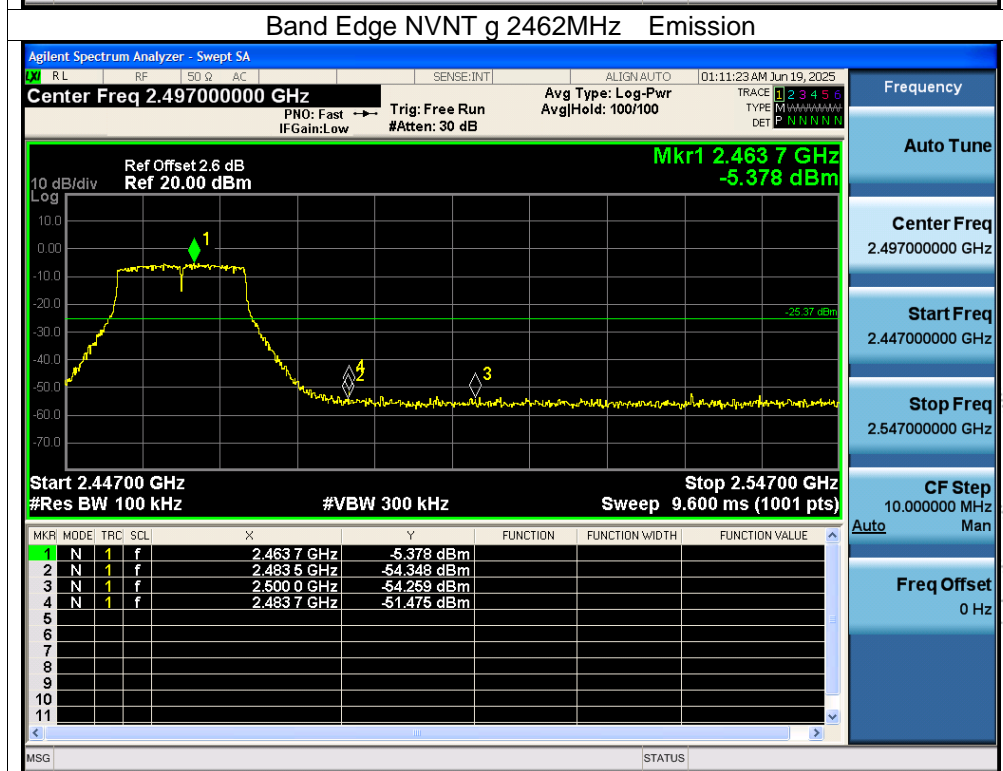 Band Edge NVNT g 2462MHz Emission
Agilent Spectrum Analyzer - Swept SA
LXI RL RF 50 Ω AC SENSE:INT ALIGN AUTO 01:11:23 AM Jun 19, 2025
Center Freq 2.497000000 GHz
PNO: Fast
IFGain:Low
Trig: Free Run
#Atten: 30 dB
Avg Type: Log-Pwr
Avg|Hold: 100/100
TRACE 1 2 3 4 5 6
TYPE M
DET P N N N N N
Frequency
Auto Tune
Center Freq
2.497000000 GHz
Start Freq
2.447000000 GHz
Stop Freq
2.547000000 GHz
CF Step
10.000000 MHz
Auto Man
Freq Offset
0 Hz
Mkr1 2.463 7 GHz
-5.378 dBm
Ref Offset 2.6 dB
10 dB/div Ref 20.00 dBm
Log
10.0
0.00
-10.0
-20.0
-30.0
-40.0
-50.0
-60.0
-70.0
1
-25.37 dBm
4
2
3
Start 2.44700 GHz Stop 2.54700 GHz
#Res BW 100 kHz #VBW 300 kHz Sweep 9.600 ms (1001 pts)
MKR MODE TRC SCL X Y FUNCTION FUNCTION WIDTH FUNCTION VALUE
1 N 1 f 2.463 7 GHz -5.378 dBm
2 N 1 f 2.483 5 GHz -54.348 dBm
3 N 1 f 2.500 0 GHz -54.259 dBm
4 N 1 f 2.483 7 GHz -51.475 dBm
5
6
7
8
9
10
11
MSG STATUS